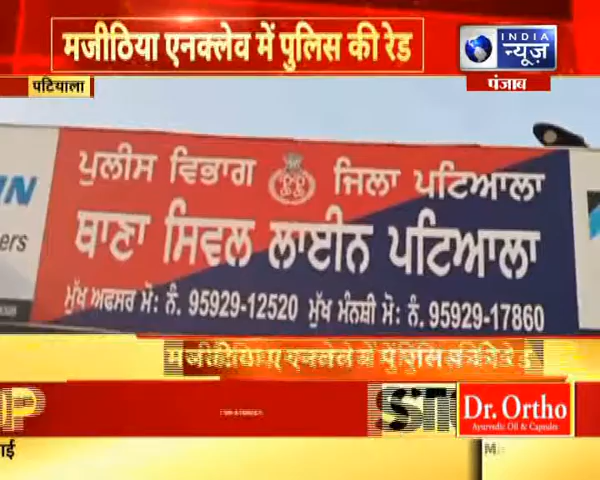 मजीठिया एनक्लेव में पुलिस की रेड
INDIA
न्यूज़
पंजाब
पटियाला
ਪੁਲੀਸ ਵਿਭਾਗ ਜਿਲਾ ਪਟਿਆਲਾ
ਥਾਣਾ ਸਿਵਲ ਲਾਈਨ ਪਟਿਆਲਾ
ਮੁੱਖ ਅਫਸਰ ਮੋ: ਨੰ. 95929-12520 ਮੁੱਖ ਮੰਨਸ਼ੀ ਮੋ: ਨੰ. 95929-17860
Dr. Ortho
Ayurvedic Oil & Capsules